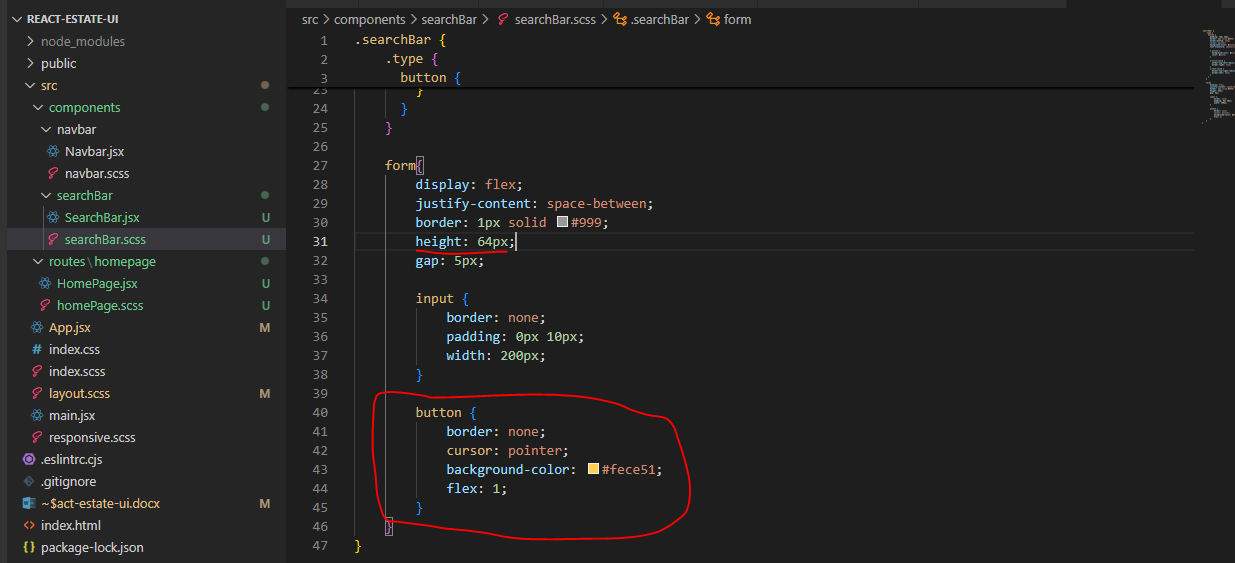 REACT-ESTATE-UI
node_modules
public
src
components
navbar
Navbar.jsx
navbar.scss
searchBar
SearchBar.jsx U
searchBar.scss U
routes\homepage
HomePage.jsx U
homePage.scss U
App.jsx M
index.css
index.scss
layout.scss M
main.jsx
responsive.scss
.eslintrc.cjs
.gitignore
~$act-estate-ui.docx M
index.html
package-lock.json
src > components > searchBar > searchBar.scss > .searchBar > form
1 .searchBar {
2 .type {
3 button {
23 }
24 }
25 }
26
27 form{
28 display: flex;
29 justify-content: space-between;
30 border: 1px solid #999;
31 height: 64px;
32 gap: 5px;
33
34 input {
35 border: none;
36 padding: 0px 10px;
37 width: 200px;
38 }
39
40 button {
41 border: none;
42 cursor: pointer;
43 background-color: #fece51;
44 flex: 1;
45 }
46 }
47 }